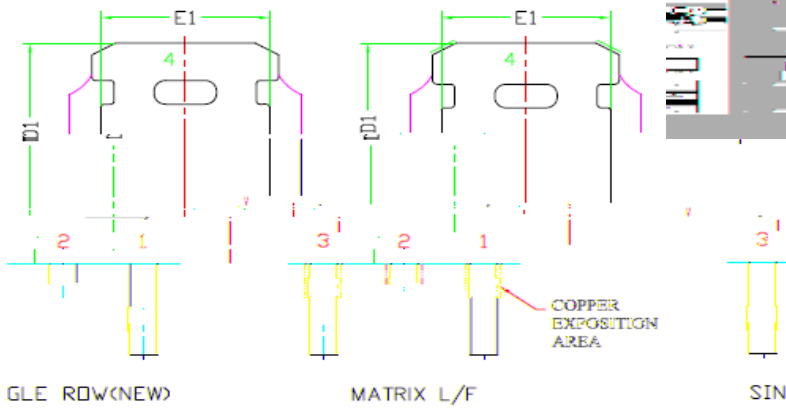 E1
E1
4
4
D1
D1
2
1
3
2
1
3
COPPER
EXPOSITION
AREA
GLE ROW(NEW)
MATRIX L/F
SIN